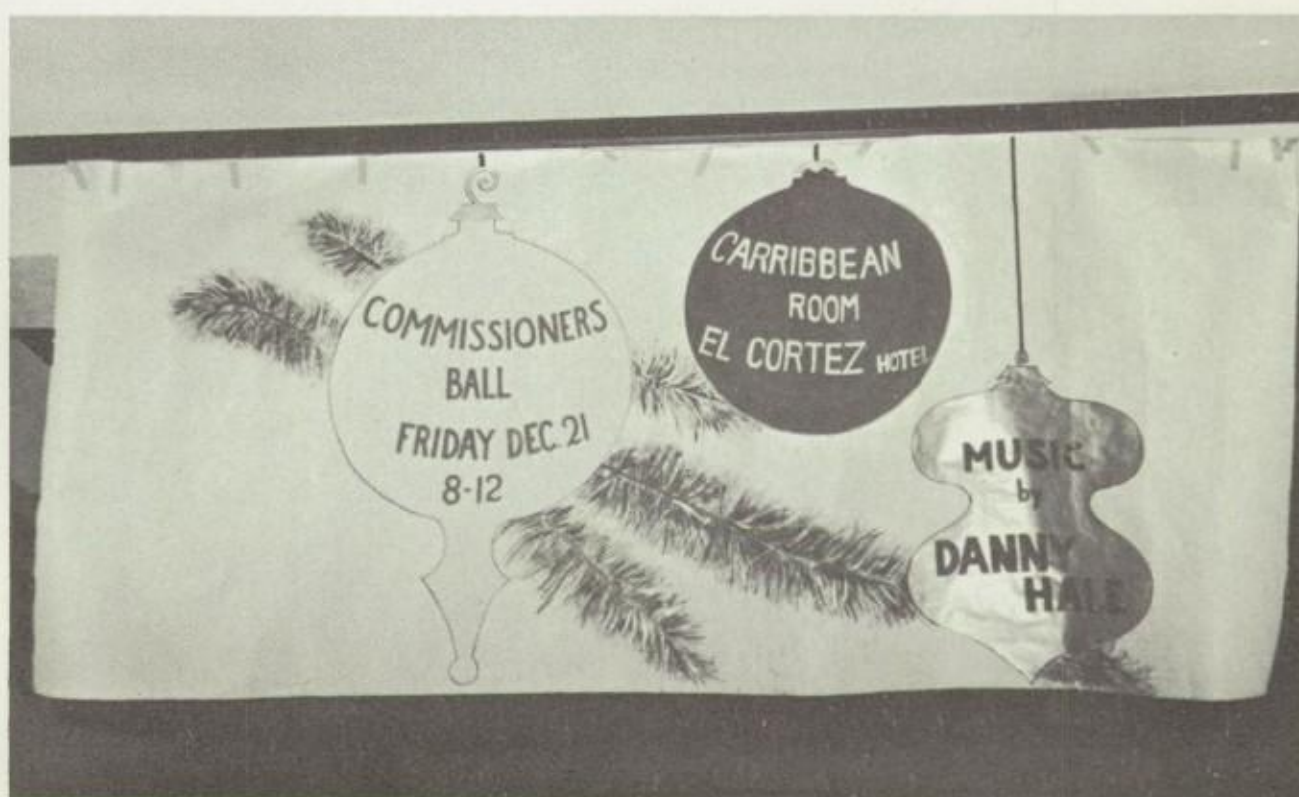 COMMISSIONERS
BALL
FRIDAY DEC. 21
8-12
CARRIBBEAN
ROOM
EL CORTEZ HOTEL
MUSIC
by
DANNY
HALE